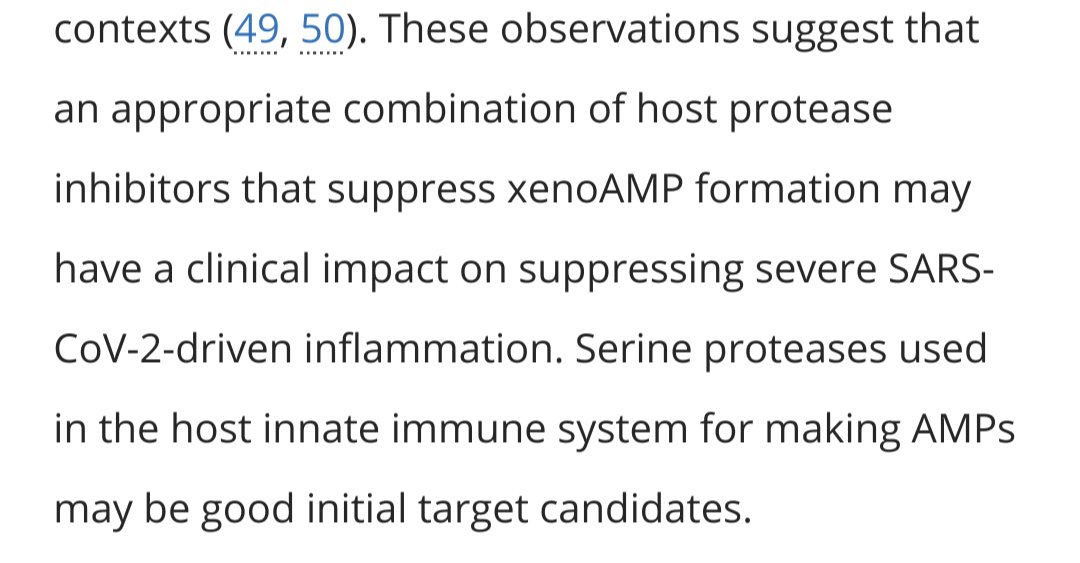 contexts (49, 50). These observations suggest that
an appropriate combination of host protease
inhibitors that suppress xenoAMP formation may
have a clinical impact on suppressing severe SARS-
CoV-2-driven inflammation. Serine proteases used
in the host innate immune system for making AMPs
may be good initial target candidates.